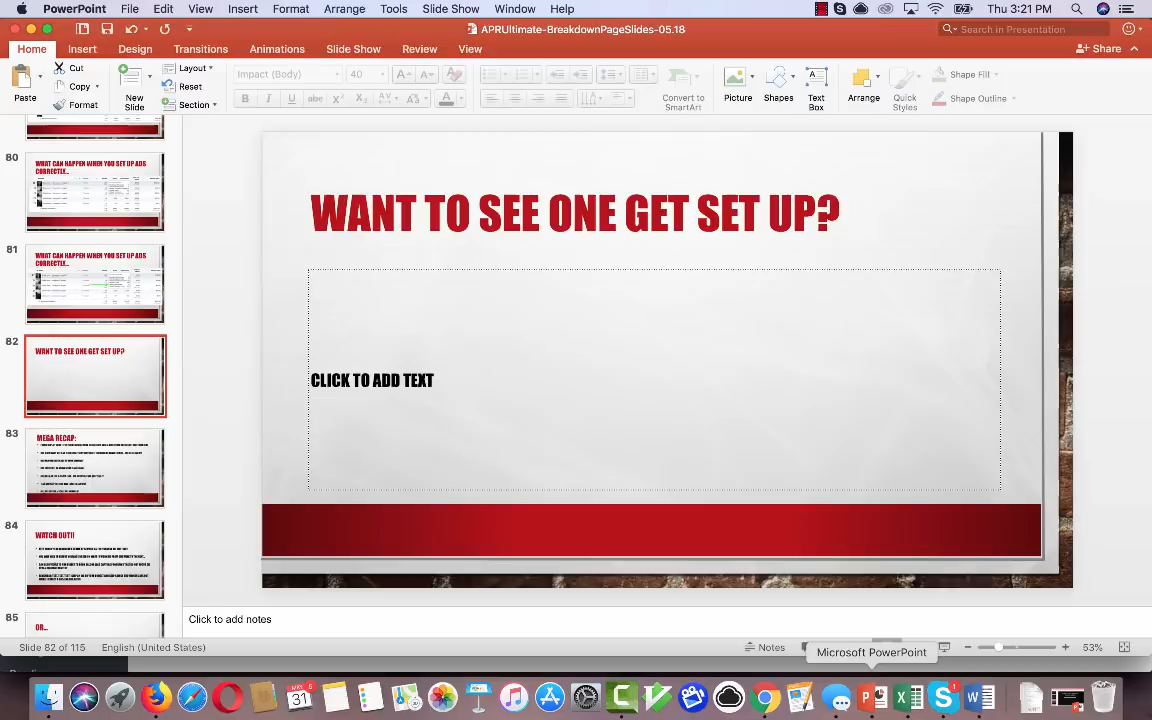 PowerPoint File Edit View Insert Format Arrange Tools Slide Show Window Help Thu 3:21 PM
APRUltimate-BreakdownPageSlides-05.18
Search in Presentation
Home Insert Design Transitions Animations Slide Show Review View Share
Paste
Cut
Copy
Format
New Slide
Layout
Reset
Section
Impact (Body) 40
Convert to SmartArt
Picture
Shapes
Text Box
Arrange
Quick Styles
Shape Fill
Shape Outline
80
WHAT CAN HAPPEN WHEN YOU SET UP ADS
CORRECTLY...
81
WHAT CAN HAPPEN WHEN YOU SET UP ADS
CORRECTLY...
82
WANT TO SEE ONE GET SET UP?
83
MEGA RECAP:
84
WATCH OUT!!
85
OR...
WANT TO SEE ONE GET SET UP?
CLICK TO ADD TEXT
Click to add notes
Slide 82 of 115 English (United States) Notes 53%
Microsoft PowerPoint